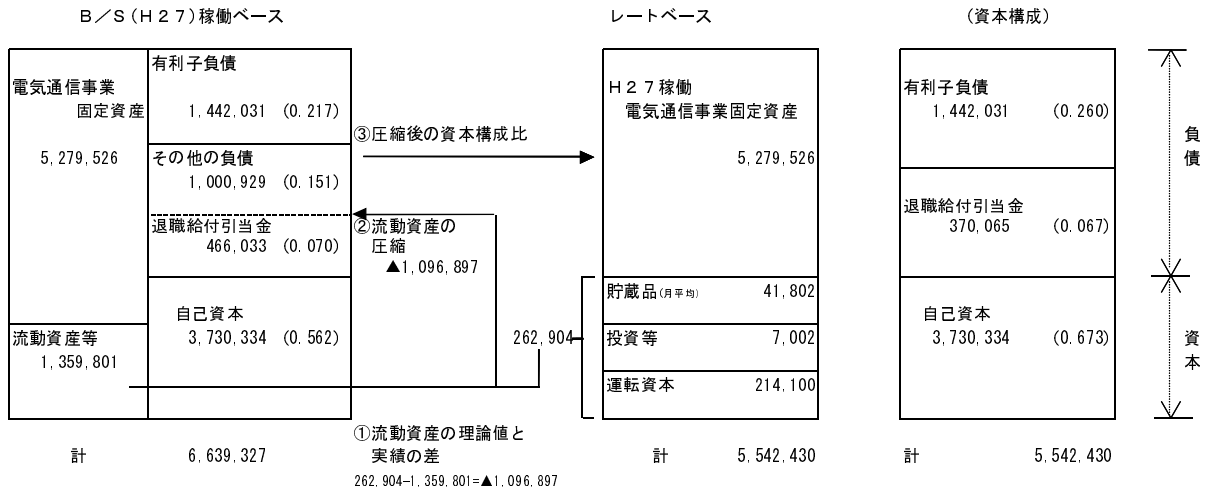 B／S（H27）稼働ベース
レートベース
（資本構成）
電気通信事業
固定資産
5,279,526
流動資産等
1,359,801
有利子負債
1,442,031 (0.217)
その他の負債
1,000,929 (0.151)
退職給付引当金
466,033 (0.070)
自己資本
3,730,334 (0.562)
計 6,639,327
③圧縮後の資本構成比
②流動資産の
圧縮
▲1,096,897
262,904
①流動資産の理論値と
実績の差
262,904−1,359,801=▲1,096,897
H27稼働
電気通信事業固定資産
5,279,526
貯蔵品(月平均) 41,802
投資等 7,002
運転資本 214,100
計 5,542,430
有利子負債
1,442,031 (0.260)
退職給付引当金
370,065 (0.067)
自己資本
3,730,334 (0.673)
計 5,542,430
負債
資本